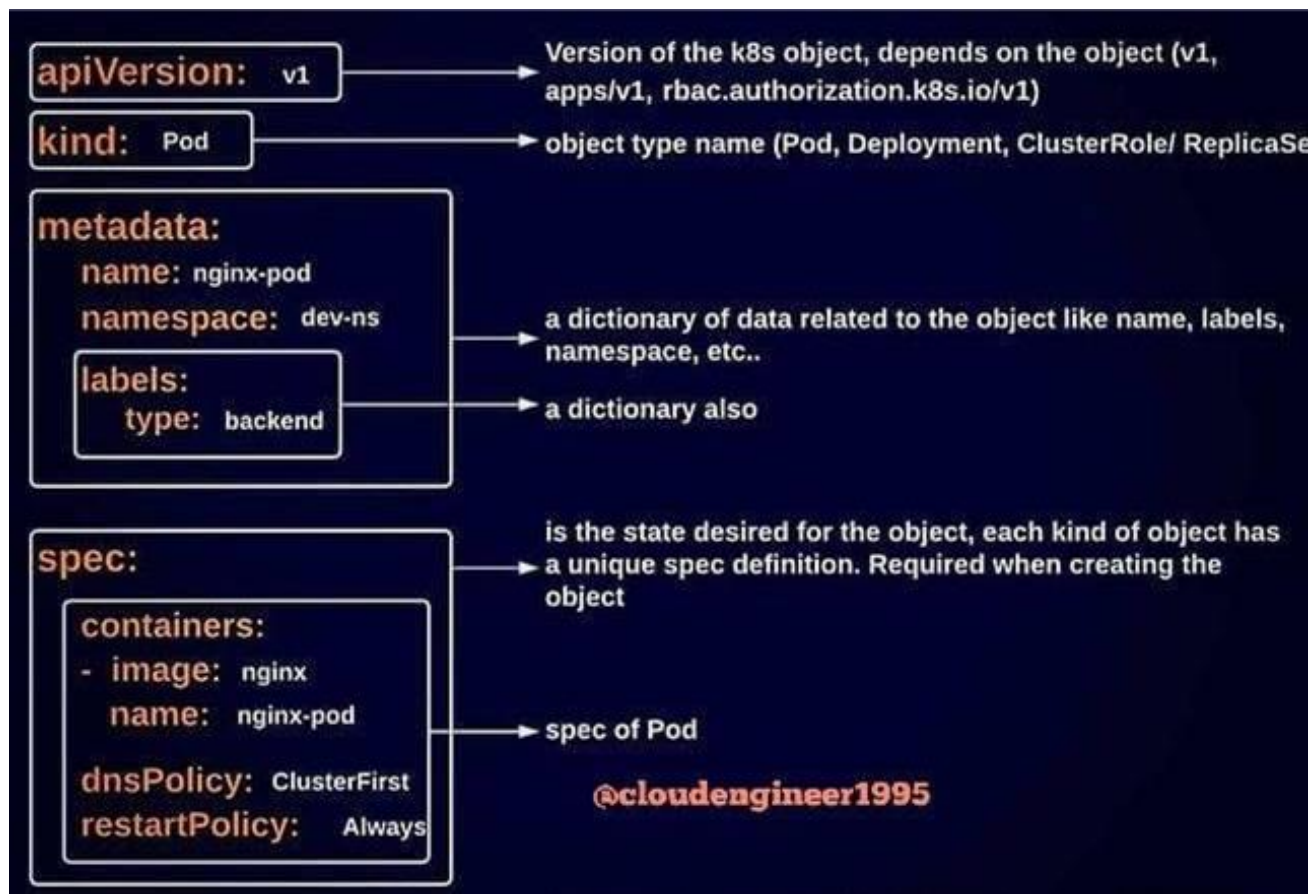 apiVersion: v1
Version of the k8s object, depends on the object (v1,
apps/v1, rbac.authorization.k8s.io/v1)
kind: Pod
object type name (Pod, Deployment, ClusterRole/ ReplicaSe
metadata:
name: nginx-pod
namespace: dev-ns
a dictionary of data related to the object like name, labels,
namespace, etc..
labels:
type: backend
a dictionary also
spec:
is the state desired for the object, each kind of object has
a unique spec definition. Required when creating the
object
containers:
- image: nginx
name: nginx-pod
dnsPolicy: ClusterFirst
restartPolicy: Always
spec of Pod
@cloudengineer1995